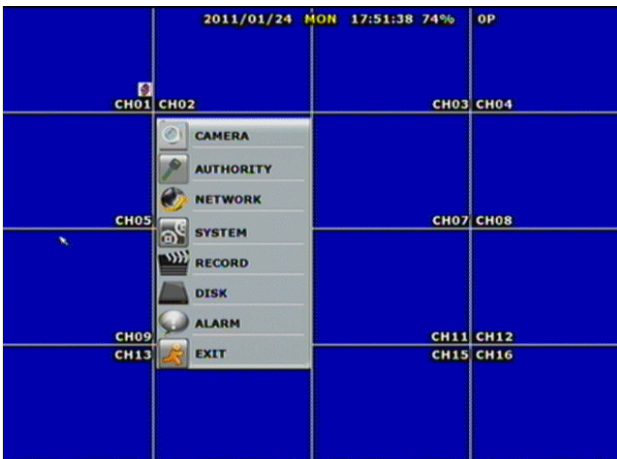 2011/01/24 MON 17:51:38 74% 0P
CH01 CH02 CH03 CH04
CAMERA
AUTHORITY
NETWORK
CH05 CH07 CH08
SYSTEM
RECORD
DISK
ALARM
CH09 CH11 CH12
CH13 EXIT CH15 CH16